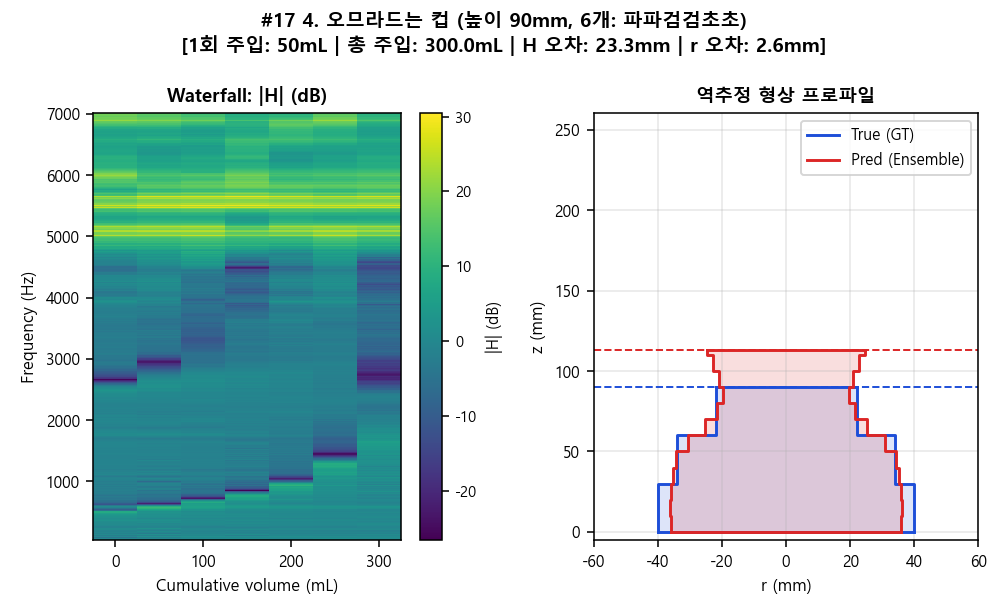 #17 4. 오므라드는 컵 (높이 90mm, 6개: 파파검검초초)
[1회 주입: 50mL | 총 주입: 300.0mL | H 오차: 23.3mm | r 오차: 2.6mm]
Waterfall: |H| (dB)
7000
6000
5000
4000
3000
2000
1000
Frequency (Hz)
0
100
200
300
Cumulative volume (mL)
30
20
10
0
-10
-20
|H| (dB)
역추정 형상 프로파일
True (GT)
Pred (Ensemble)
250
200
150
100
50
0
z (mm)
-60
-40
-20
0
20
40
60
r (mm)